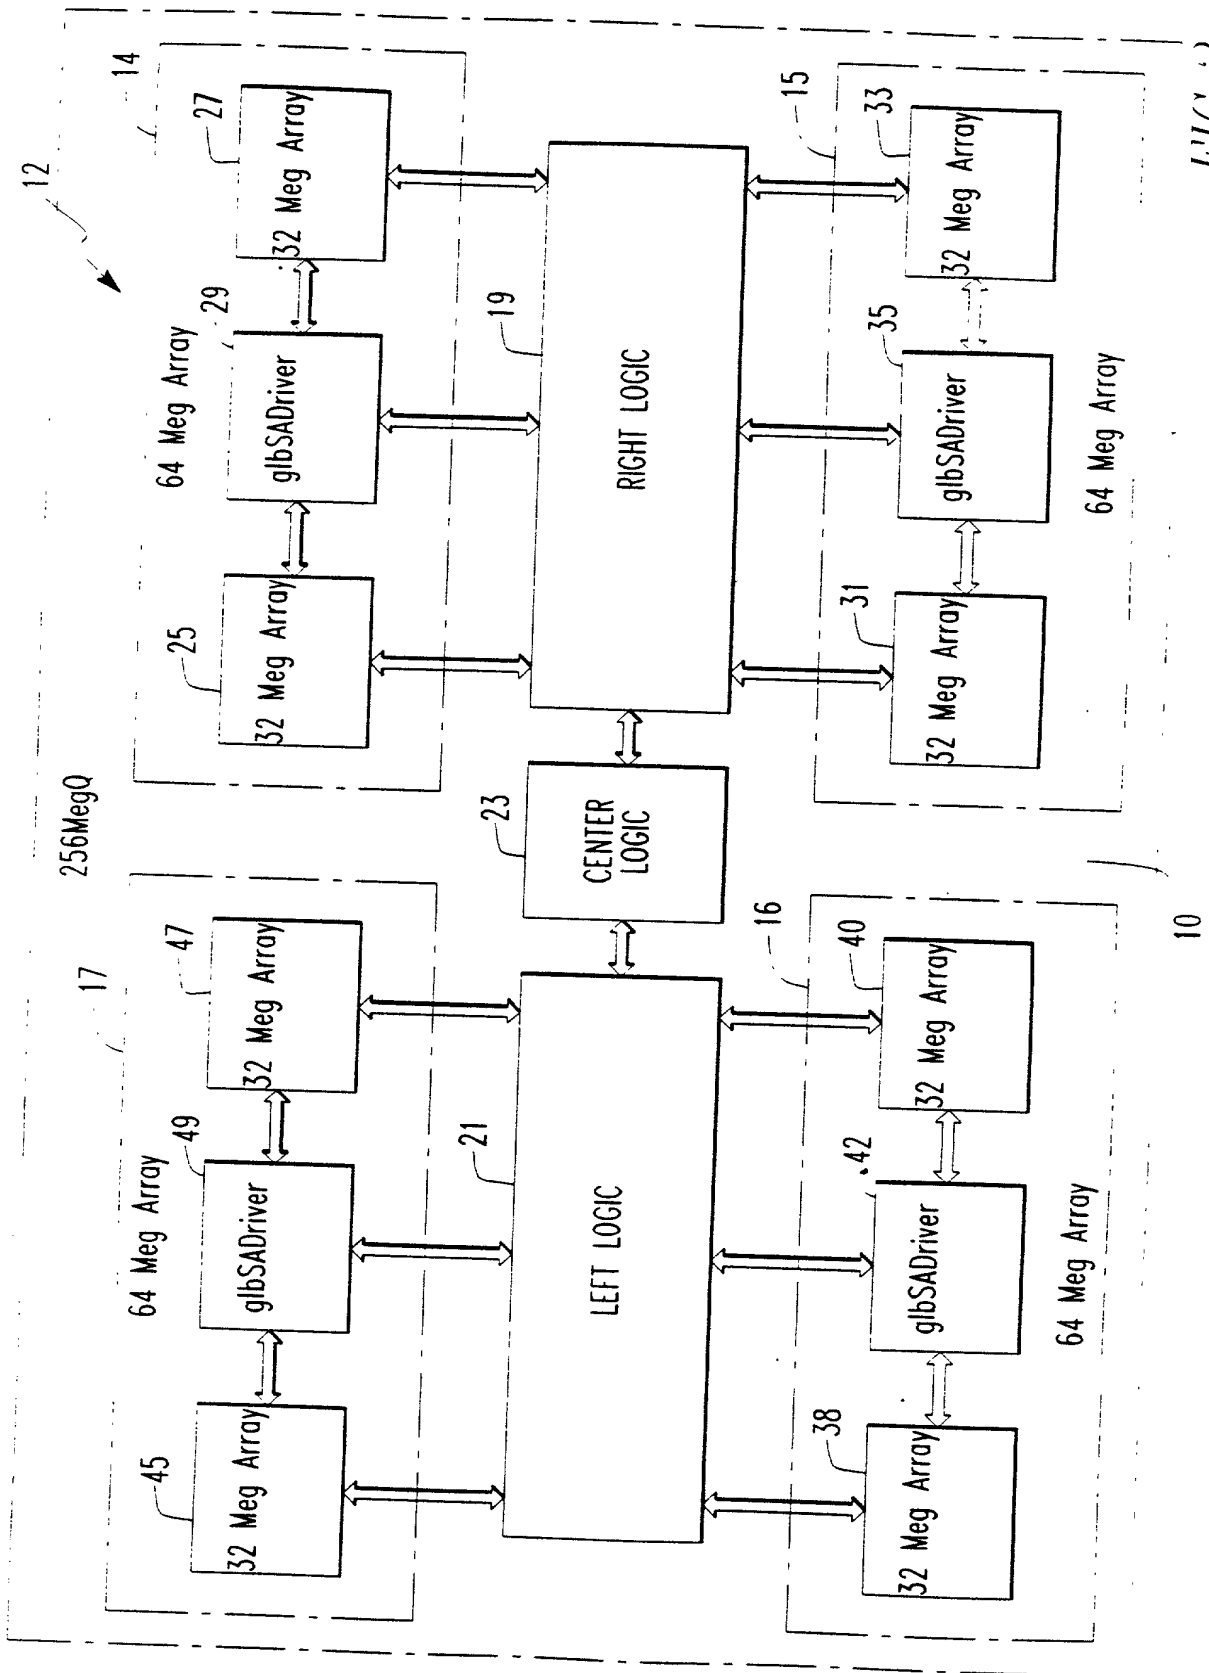 12
256MegQ
17
64 Meg Array
64 Meg Array
14
45
32 Meg Array
49
glbSADriver
47
32 Meg Array
25
32 Meg Array
29
glbSADriver
27
32 Meg Array
21
LEFT LOGIC
23
CENTER
LOGIC
19
RIGHT LOGIC
16
15
38
32 Meg Array
42
glbSADriver
40
32 Meg Array
31
32 Meg Array
35
glbSADriver
33
32 Meg Array
64 Meg Array
64 Meg Array
10